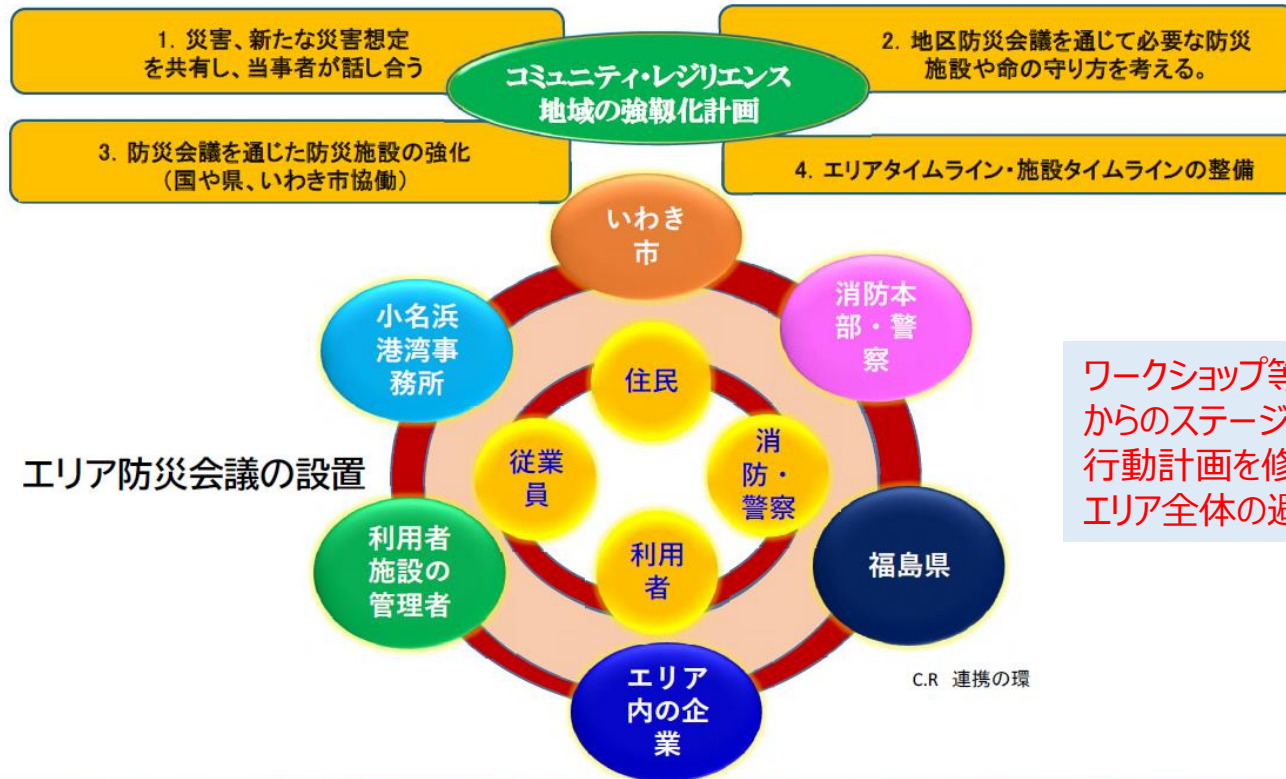 1. 災害、新たな災害想定
を共有し、当事者が話し合う
2. 地区防災会議を通じて必要な防災
施設や命の守り方を考える。
コミュニティ・レジリエンス
地域の強靱化計画
3. 防災会議を通じた防災施設の強化
(国や県、いわき市協働)
4. エリアタイムライン・施設タイムラインの整備
いわき
市
消防本
部・警
察
小名浜
港湾事
務所
住民
従業
員
消
防・
警察
利用
者
エリア防災会議の設置
利用者
施設の
管理者
福島県
エリア
内の企
業
C.R 連携の環
ワークショップ等
からのステージ
行動計画を修
エリア全体の